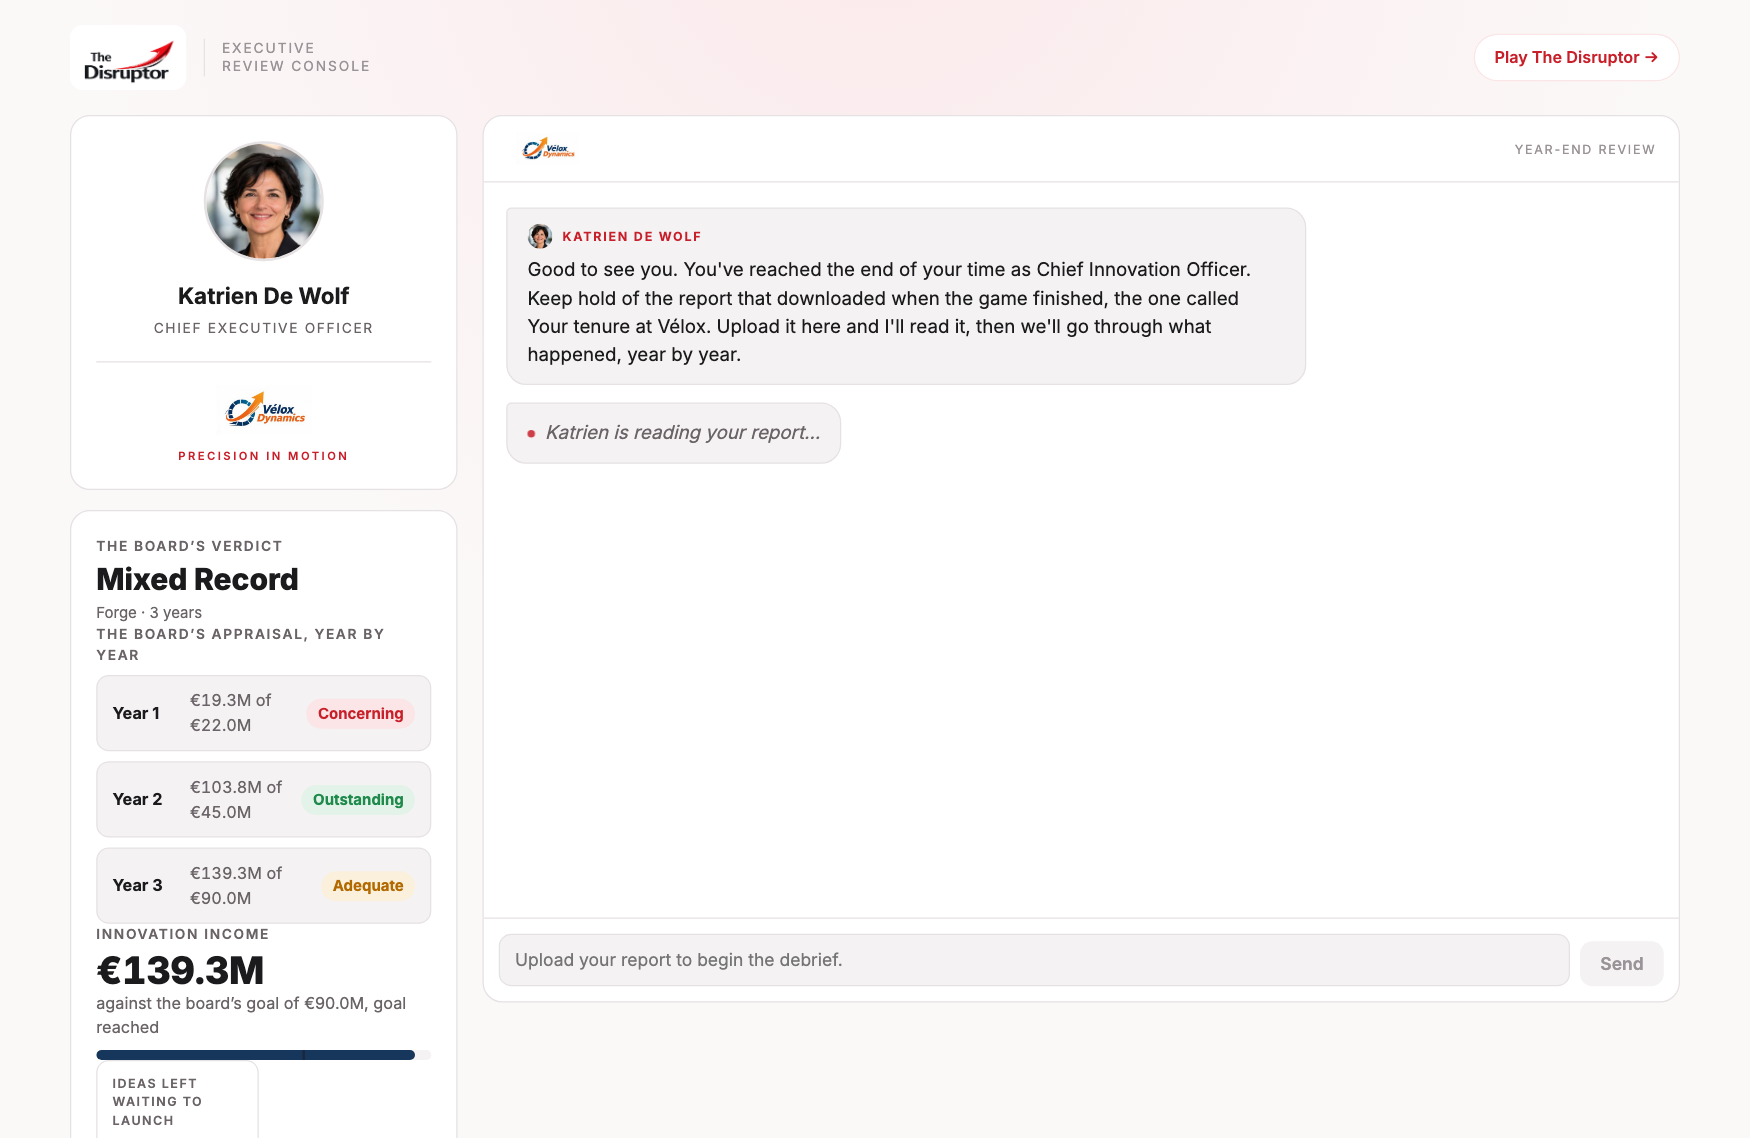 The
Disruptor
EXECUTIVE
REVIEW CONSOLE
Play The Disruptor →
Katrien De Wolf
CHIEF EXECUTIVE OFFICER
Vélox
Dynamics
PRECISION IN MOTION
THE BOARD’S VERDICT
Mixed Record
Forge · 3 years
THE BOARD’S APPRAISAL, YEAR BY
YEAR
Year 1
€19.3M of
€22.0M
Concerning
Year 2
€103.8M of
€45.0M
Outstanding
Year 3
€139.3M of
€90.0M
Adequate
INNOVATION INCOME
€139.3M
against the board’s goal of €90.0M, goal
reached
IDEAS LEFT
WAITING TO
LAUNCH
Vélox
Dynamics
YEAR-END REVIEW
KATRIEN DE WOLF
Good to see you. You've reached the end of your time as Chief Innovation Officer.
Keep hold of the report that downloaded when the game finished, the one called
Your tenure at Vélox. Upload it here and I'll read it, then we'll go through what
happened, year by year.
Katrien is reading your report...
Upload your report to begin the debrief.
Send